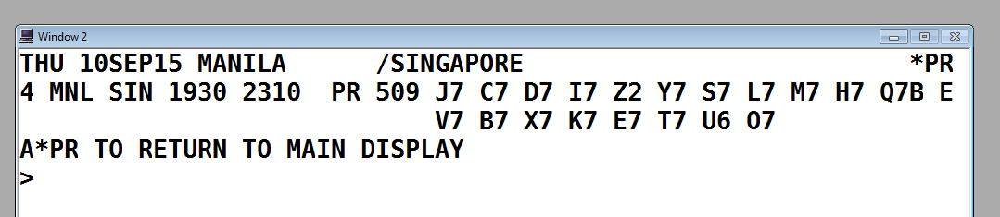 Window 2
THU 10SEP15 MANILA /SINGAPORE *PR
4 MNL SIN 1930 2310 PR 509 J7 C7 D7 I7 Z2 Y7 S7 L7 M7 H7 Q7B E
V7 B7 X7 K7 E7 T7 U6 O7
A*PR TO RETURN TO MAIN DISPLAY
>